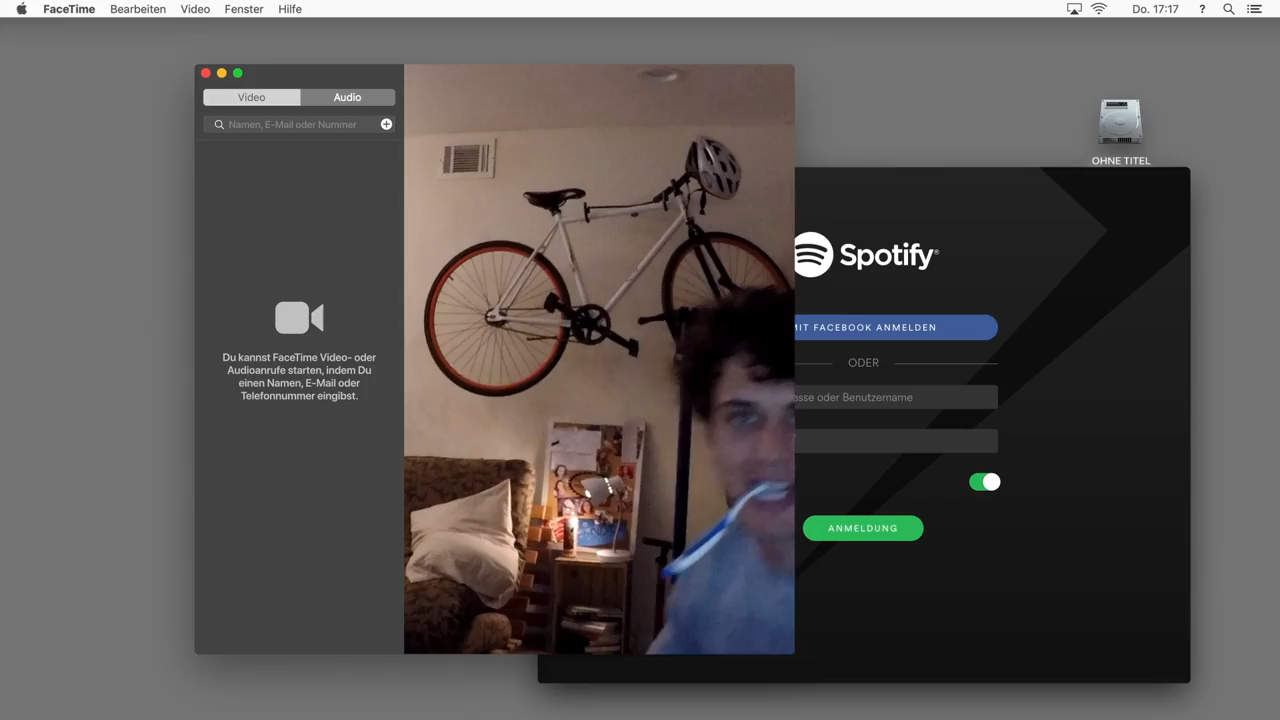 FaceTime Bearbeiten Video Fenster Hilfe
Do. 17:17 ?
Video Audio
Namen, E-Mail oder Nummer
Du kannst FaceTime Video- oder
Audioanrufe starten, indem Du
einen Namen, E-Mail oder
Telefonnummer eingibst.
OHNE TITEL
Spotify®
MIT FACEBOOK ANMELDEN
ODER
oder Benutzername
ANMELDUNG